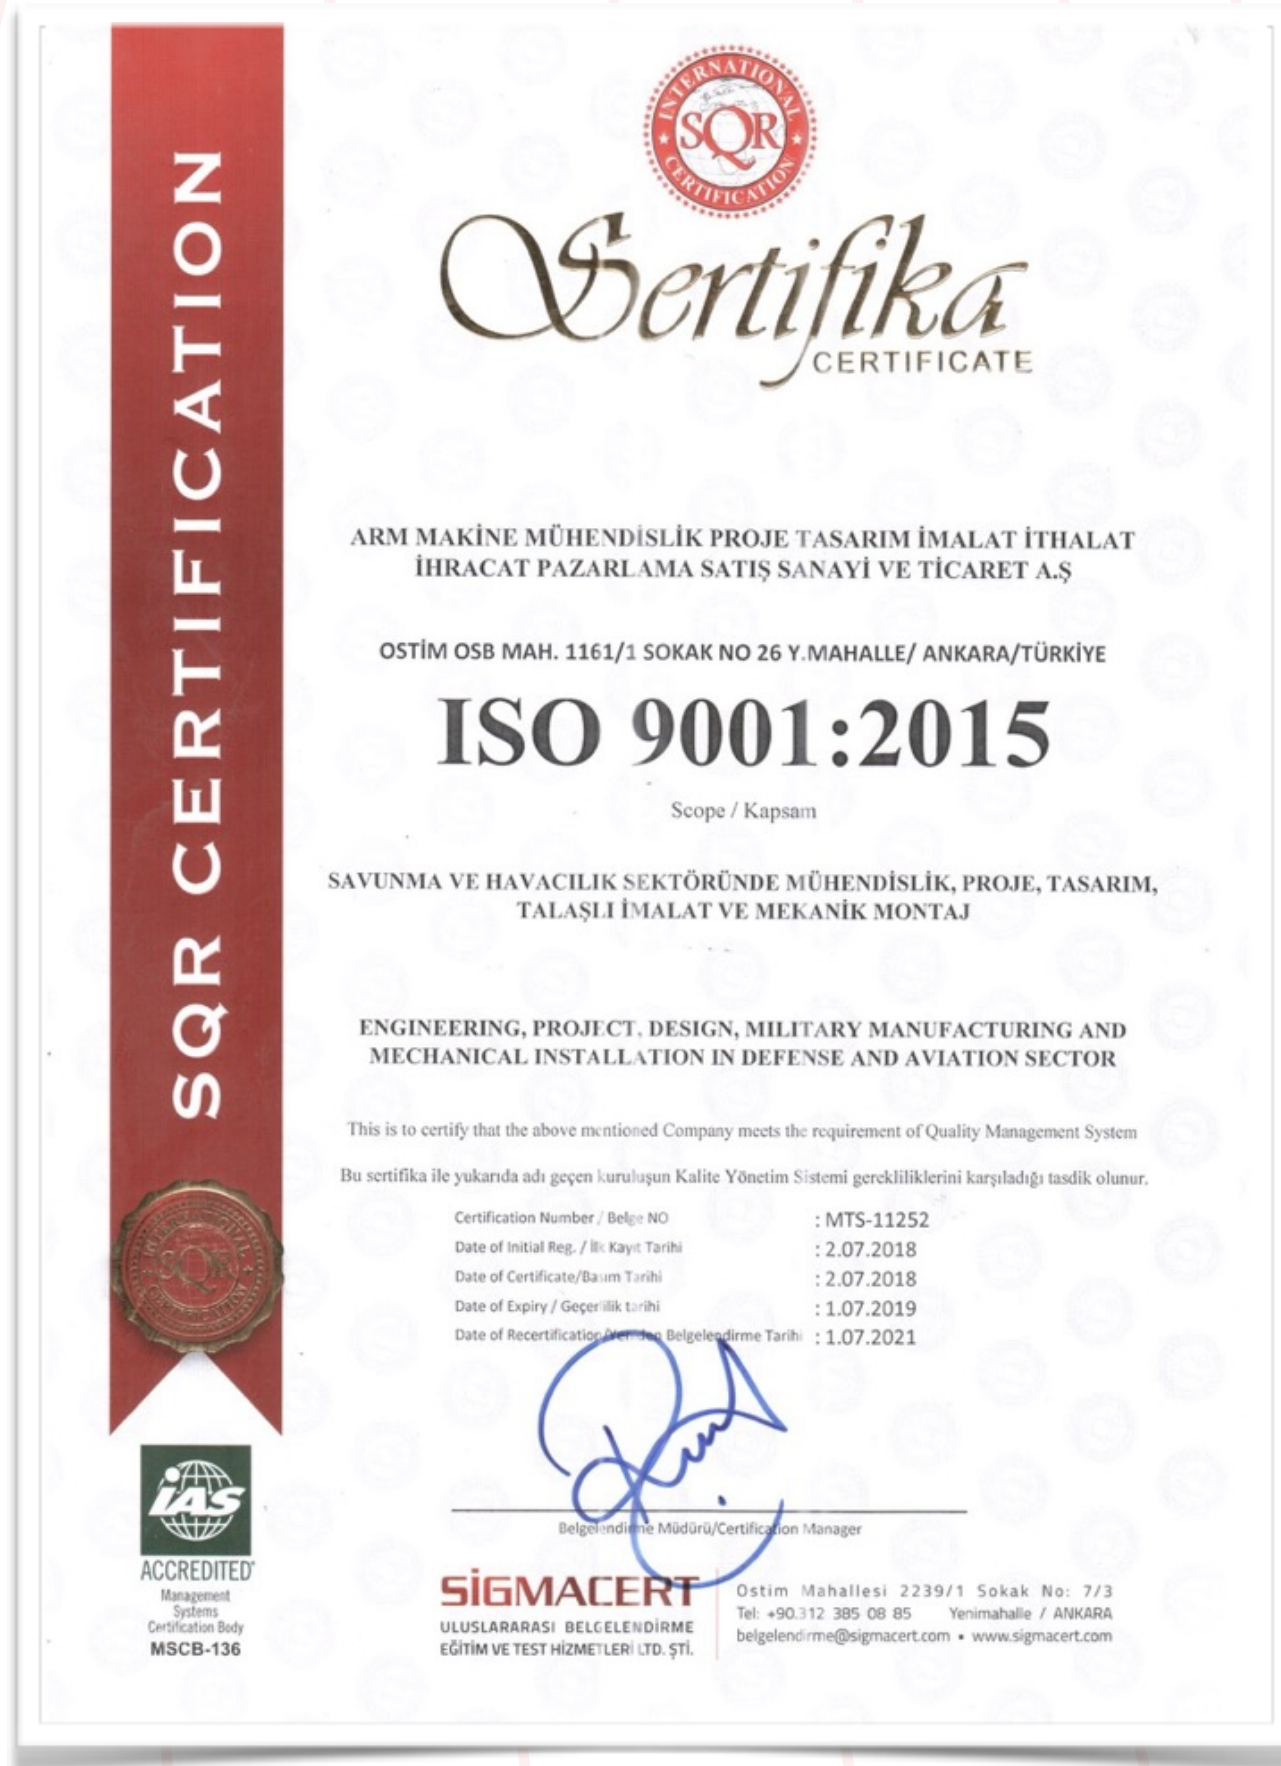 SQR CERTIFICATION
INTERNATIONAL
SQR
CERTIFICATION
Sertifika
CERTIFICATE
ARM MAKİNE MÜHENDİSLİK PROJE TASARIM İMALAT İTHALAT
İHRACAT PAZARLAMA SATIŞ SANAYİ VE TİCARET A.Ş
OSTİM OSB MAH. 1161/1 SOKAK NO 26 Y.MAHALLE/ ANKARA/TÜRKİYE
ISO 9001:2015
Scope / Kapsam
SAVUNMA VE HAVACILIK SEKTÖRÜNDE MÜHENDİSLİK, PROJE, TASARIM,
TALAŞLI İMALAT VE MEKANİK MONTAJ
ENGINEERING, PROJECT, DESIGN, MILITARY MANUFACTURING AND
MECHANICAL INSTALLATION IN DEFENSE AND AVIATION SECTOR
This is to certify that the above mentioned Company meets the requirement of Quality Management System
Bu sertifika ile yukarıda adı geçen kuruluşun Kalite Yönetim Sistemi gerekliliklerini karşıladığı tasdik olunur.
Certification Number / Belge NO : MTS-11252
Date of Initial Reg. / İlk Kayıt Tarihi : 2.07.2018
Date of Certificate/Basım Tarihi : 2.07.2018
Date of Expiry / Geçerlilik tarihi : 1.07.2019
Date of Recertification/Yeniden Belgelendirme Tarihi : 1.07.2021
INTERNATIONAL
SQR
CERTIFICATION
Belgelendirme Müdürü/Certification Manager
IAS
ACCREDITED
Management
Systems
Certification Body
MSCB-136
SİGMACERT
ULUSLARARASI BELGELENDİRME
EĞİTİM VE TEST HİZMETLERİ LTD. ŞTİ.
Ostim Mahallesi 2239/1 Sokak No: 7/3
Tel: +90.312 385 08 85 Yenimahalle / ANKARA
belgelendirme@sigmacert.com • www.sigmacert.com